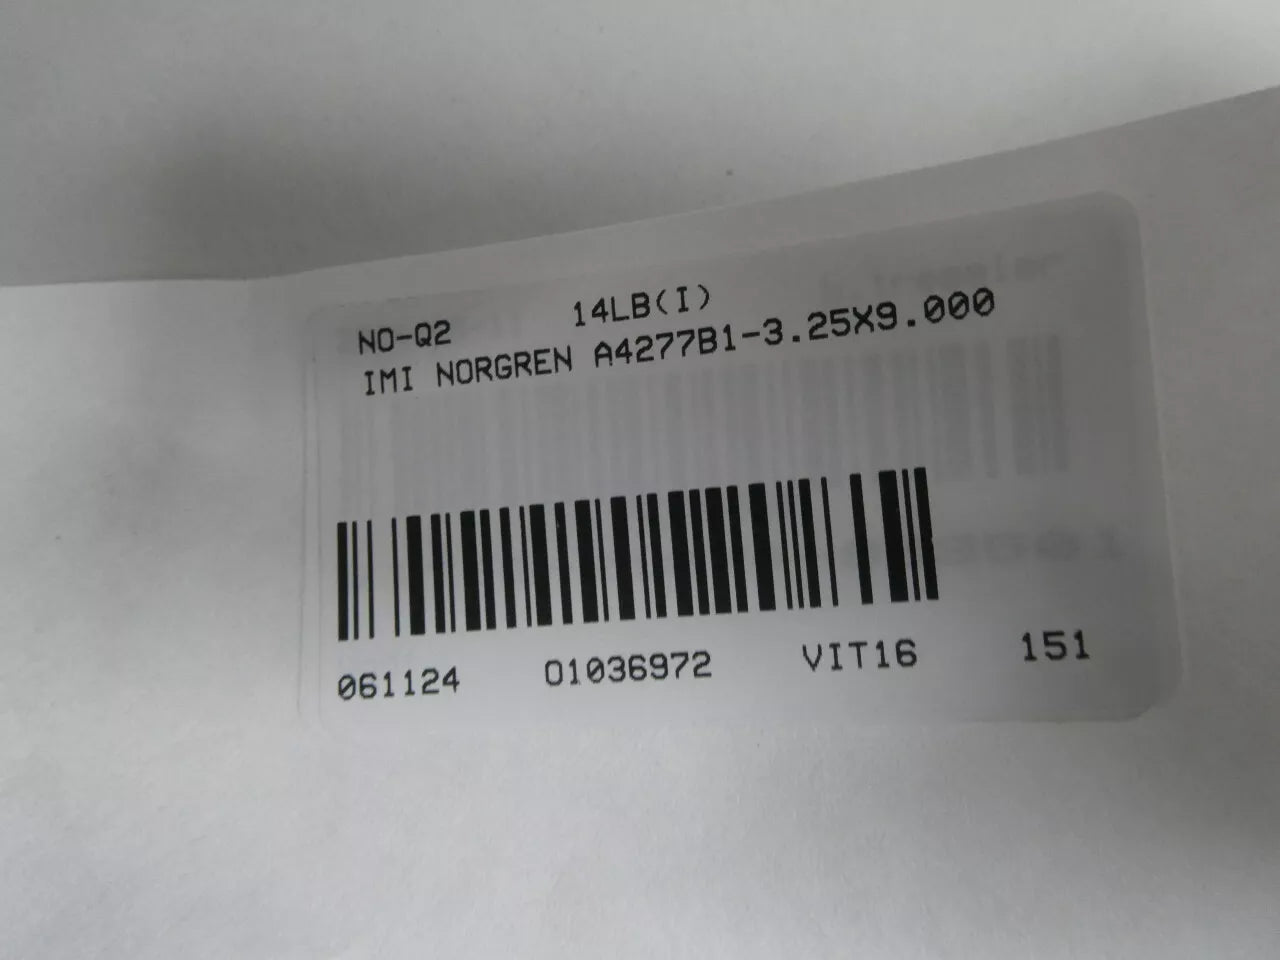 NO-Q2 14LB(I)
IMI NORGREN A4277B1-3.25X9.000
061124 01036972 VIT16 151